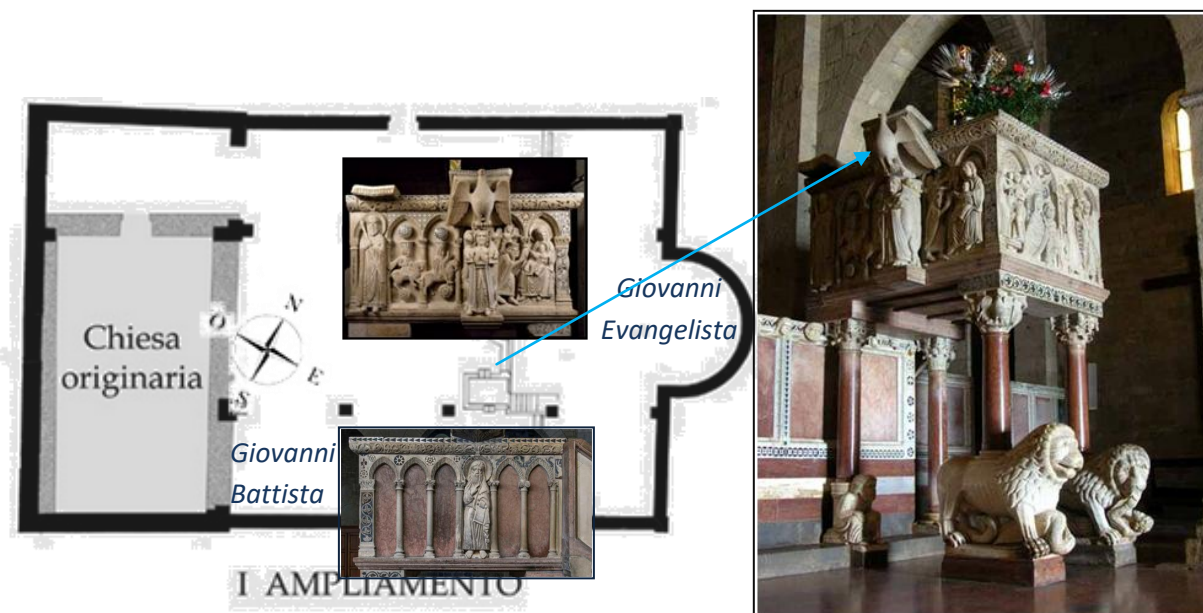 Giovanni
Evangelista
Chiesa
originaria
N
O
E
S
Giovanni
Battista
I AMPLIAMENTO